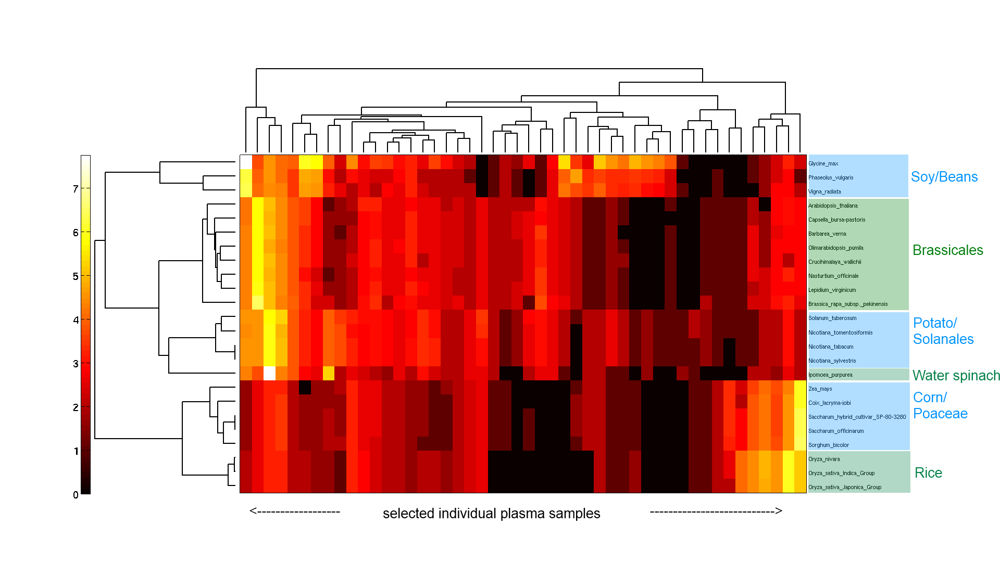 7
6
5
4
3
2
1
0
Glycine_max
Phaseolus_vulgaris
Vigna_radiata
Soy/Beans
Arabidopsis_thaliana
Capsella_bursa-pastoris
Barbarea_verna
Olimarabidopsis_pumila
Crucihimalaya_wallichii
Nasturtium_officinale
Lepidium_virginicum
Brassica_rapa_subsp._pekinensis
Brassicales
Solanum_tuberosum
Nicotiana_tomentosiformis
Nicotiana_tabacum
Nicotiana_sylvestris
Potato/
Solanales
Ipomoea_purpurea
Water spinach
Zea_mays
Coix_lacryma-jobi
Saccharum_hybrid_cultivar_SP-80-3280
Saccharum_officinarum
Sorghum_bicolor
Corn/
Poaceae
Oryza_nivara
Oryza_sativa_Indica_Group
Oryza_sativa_Japonica_Group
Rice
<------------------ selected individual plasma samples --------------------------->